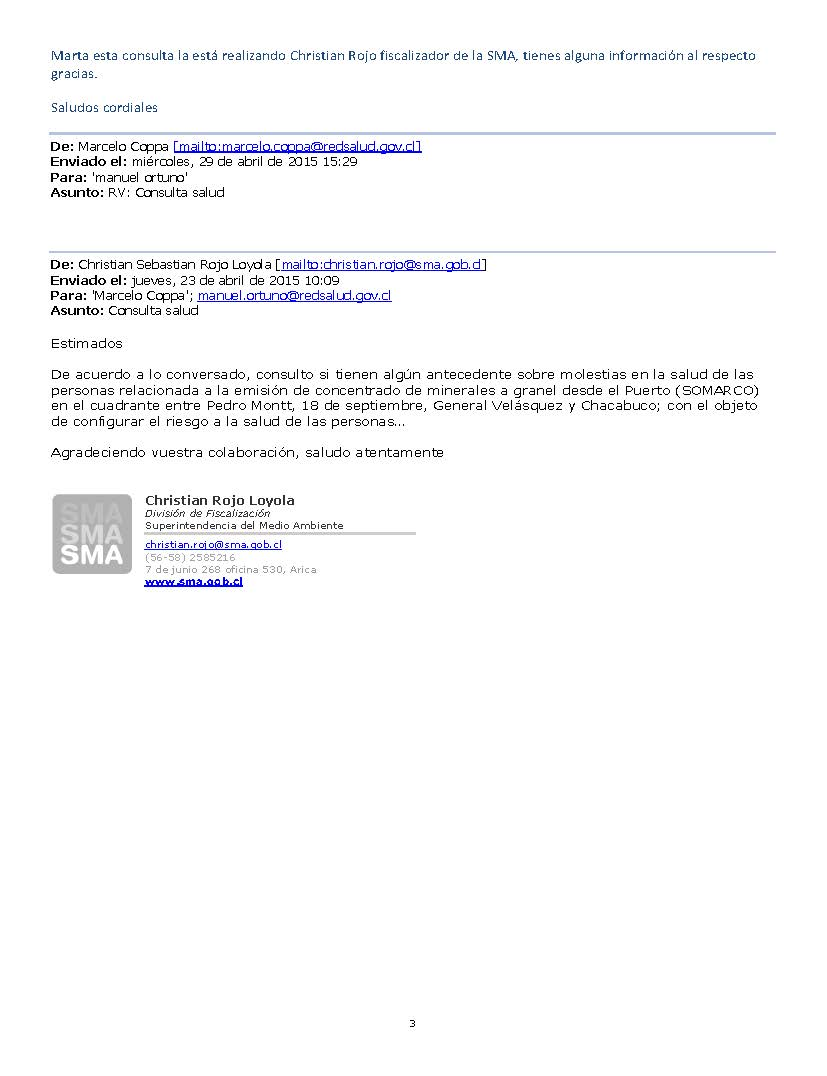 Marta esta consulta la está realizando Christian Rojo fiscalizador de la SMA, tienes alguna información al respecto
gracias.
Saludos cordiales
De: Marcelo Coppa [mailto:marcelo.coppa@redsalud.gov.cl]
Enviado el: miércoles, 29 de abril de 2015 15:29
Para: 'manuel ortuno'
Asunto: RV: Consulta salud
De: Christian Sebastian Rojo Loyola [mailto:christian.rojo@sma.gob.cl]
Enviado el: jueves, 23 de abril de 2015 10:09
Para: 'Marcelo Coppa'; manuel.ortuno@redsalud.gov.cl
Asunto: Consulta salud
Estimados
De acuerdo a lo conversado, consulto si tienen algún antecedente sobre molestias en la salud de las
personas relacionada a la emisión de concentrado de minerales a granel desde el Puerto (SOMARCO)
en el cuadrante entre Pedro Montt, 18 de septiembre, General Velásquez y Chacabuco; con el objeto
de configurar el riesgo a la salud de las personas...
Agradeciendo vuestra colaboración, saludo atentamente
SMA
SMA
SMA
Christian Rojo Loyola
División de Fiscalización
Superintendencia del Medio Ambiente
christian.rojo@sma.gob.cl
(56-58) 2585216
7 de junio 268 oficina 530, Arica
www.sma.gob.cl
3